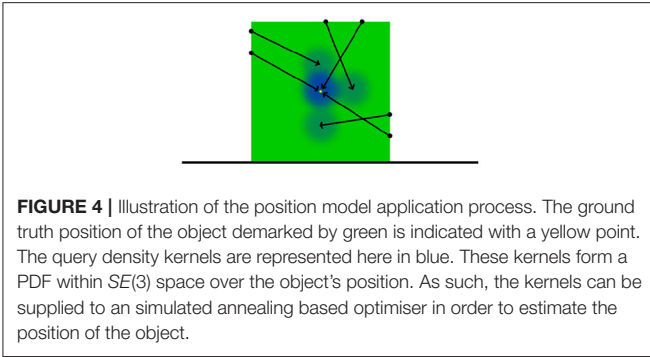 FIGURE 4 | Illustration of the position model application process. The ground
truth position of the object demarked by green is indicated with a yellow point.
The query density kernels are represented here in blue. These kernels form a
PDF within SE(3) space over the object's position. As such, the kernels can be
supplied to an simulated annealing based optimiser in order to estimate the
position of the object.